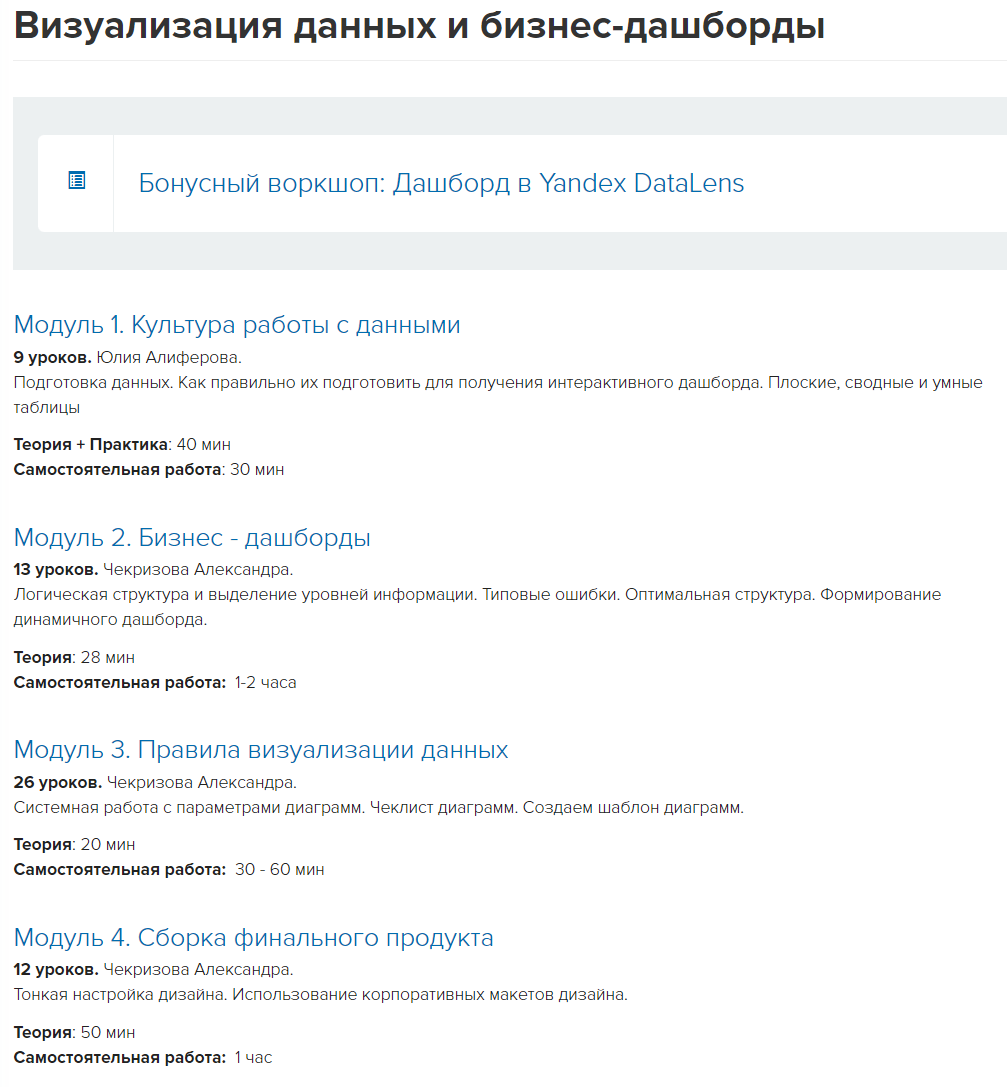 Визуализация данных и бизнес-дашборды
Бонусный воркшоп: Дашборд в Yandex DataLens
Модуль 1. Культура работы с данными
9 уроков. Юлия Алиферова.
Подготовка данных. Как правильно их подготовить для получения интерактивного дашборда. Плоские, сводные и умные
таблицы
Теория + Практика: 40 мин
Самостоятельная работа: 30 мин
Модуль 2. Бизнес - дашборды
13 уроков. Чекризова Александра.
Логическая структура и выделение уровней информации. Типовые ошибки. Оптимальная структура. Формирование
динамичного дашборда.
Теория: 28 мин
Самостоятельная работа: 1-2 часа
Модуль 3. Правила визуализации данных
26 уроков. Чекризова Александра.
Системная работа с параметрами диаграмм. Чеклист диаграмм. Создаем шаблон диаграмм.
Теория: 20 мин
Самостоятельная работа: 30 - 60 мин
Модуль 4. Сборка финального продукта
12 уроков. Чекризова Александра.
Тонкая настройка дизайна. Использование корпоративных макетов дизайна.
Теория: 50 мин
Самостоятельная работа: 1 час